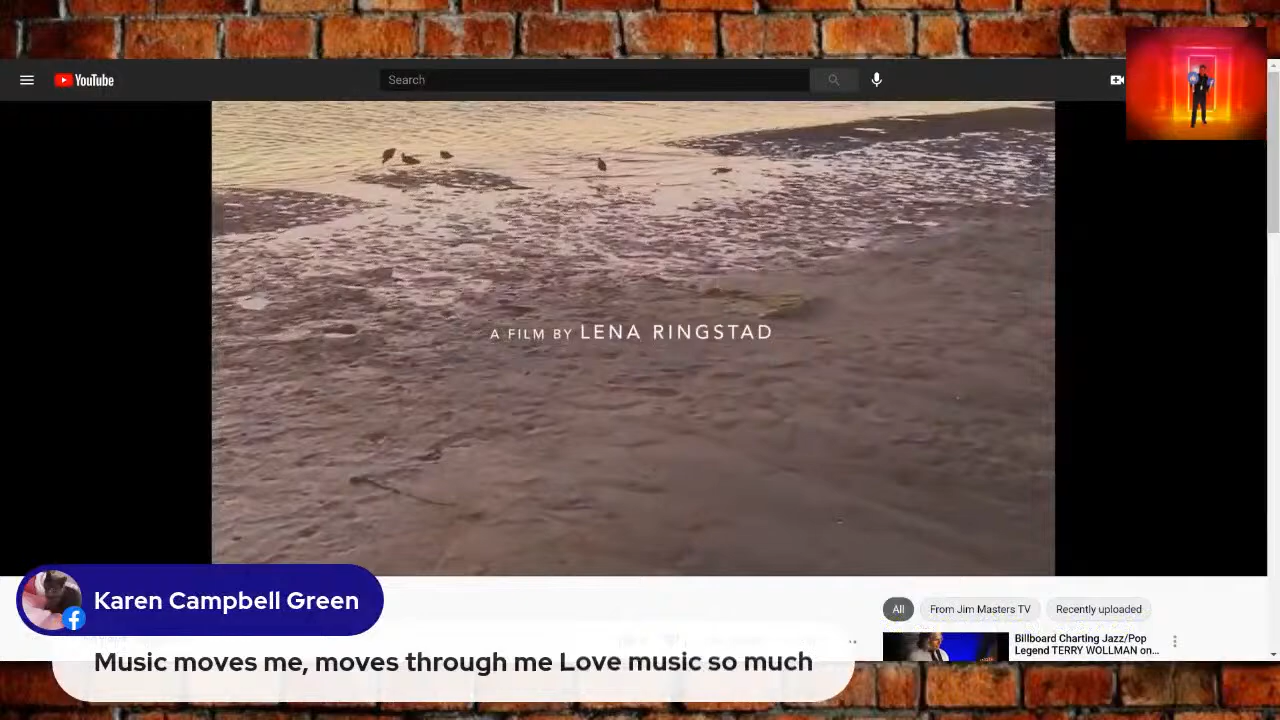 YouTube
Search
A FILM BY LENA RINGSTAD
Karen Campbell Green
Music moves me, moves through me Love music so much
All
From Jim Masters TV
Recently uploaded
Billboard Charting Jazz/Pop
Legend TERRY WOLLMAN on...